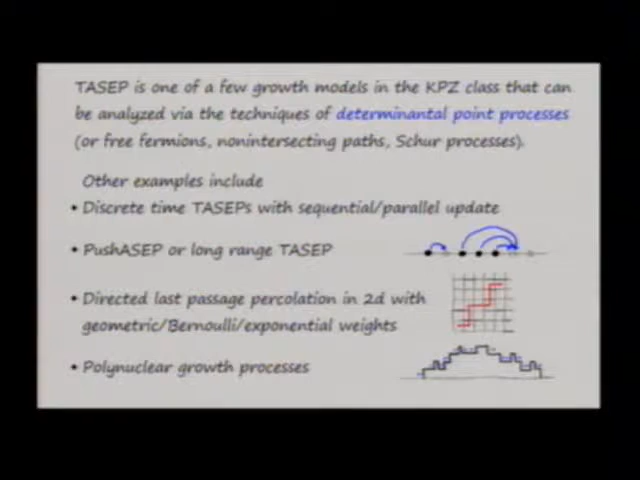 TASEP is one of a few growth models in the KPZ class that can
be analyzed via the techniques of determinantal point processes
(or free fermions, nonintersecting paths, Schur processes).
Other examples include
• Discrete time TASEPs with sequential/parallel update
• PushASEP or long range TASEP
• Directed last passage percolation in 2d with
geometric/Bernoulli/exponential weights
• Polynuclear growth processes